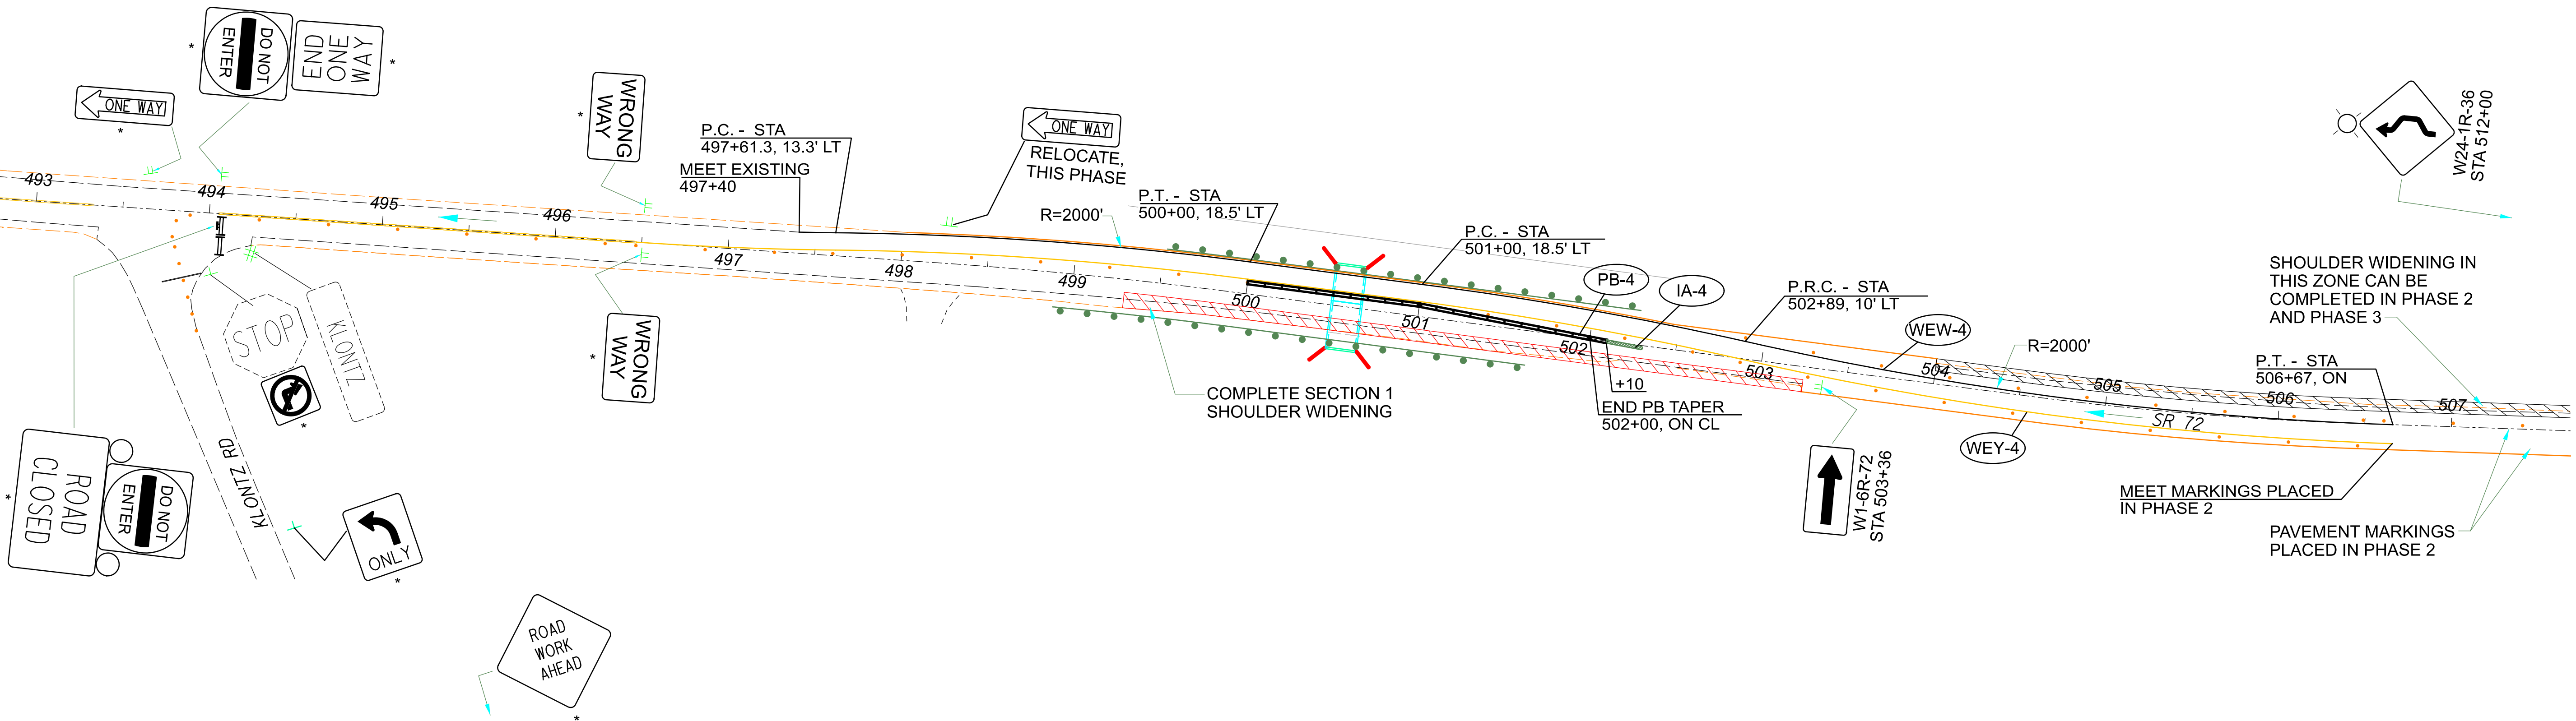 DO NOT
ENTER
END
ONE
WAY
*
*
ONE WAY
*
WRONG
WAY
*
P.C. - STA
497+61.3, 13.3' LT
MEET EXISTING
497+40
ONE WAY
RELOCATE,
THIS PHASE
R=2000'
P.T. - STA
500+00, 18.5' LT
P.C. - STA
501+00, 18.5' LT
PB-4
IA-4
P.R.C. - STA
502+89, 10' LT
WEW-4
R=2000'
W24-1R-36
STA 512+00
SHOULDER WIDENING IN
THIS ZONE CAN BE
COMPLETED IN PHASE 2
AND PHASE 3
P.T. - STA
506+67, ON
493
494
495
496
497
498
499
500
501
502
503
504
505
506
507
SR 72
WEY-4
+10
END PB TAPER
502+00, ON CL
COMPLETE SECTION 1
SHOULDER WIDENING
W1-6R-72
STA 503+36
MEET MARKINGS PLACED
IN PHASE 2
PAVEMENT MARKINGS
PLACED IN PHASE 2
WRONG
WAY
*
STOP
KLONTZ
*
KLONTZ RD
ROAD
CLOSED
*
DO NOT
ENTER
ONLY
*
ROAD
WORK
AHEAD
*